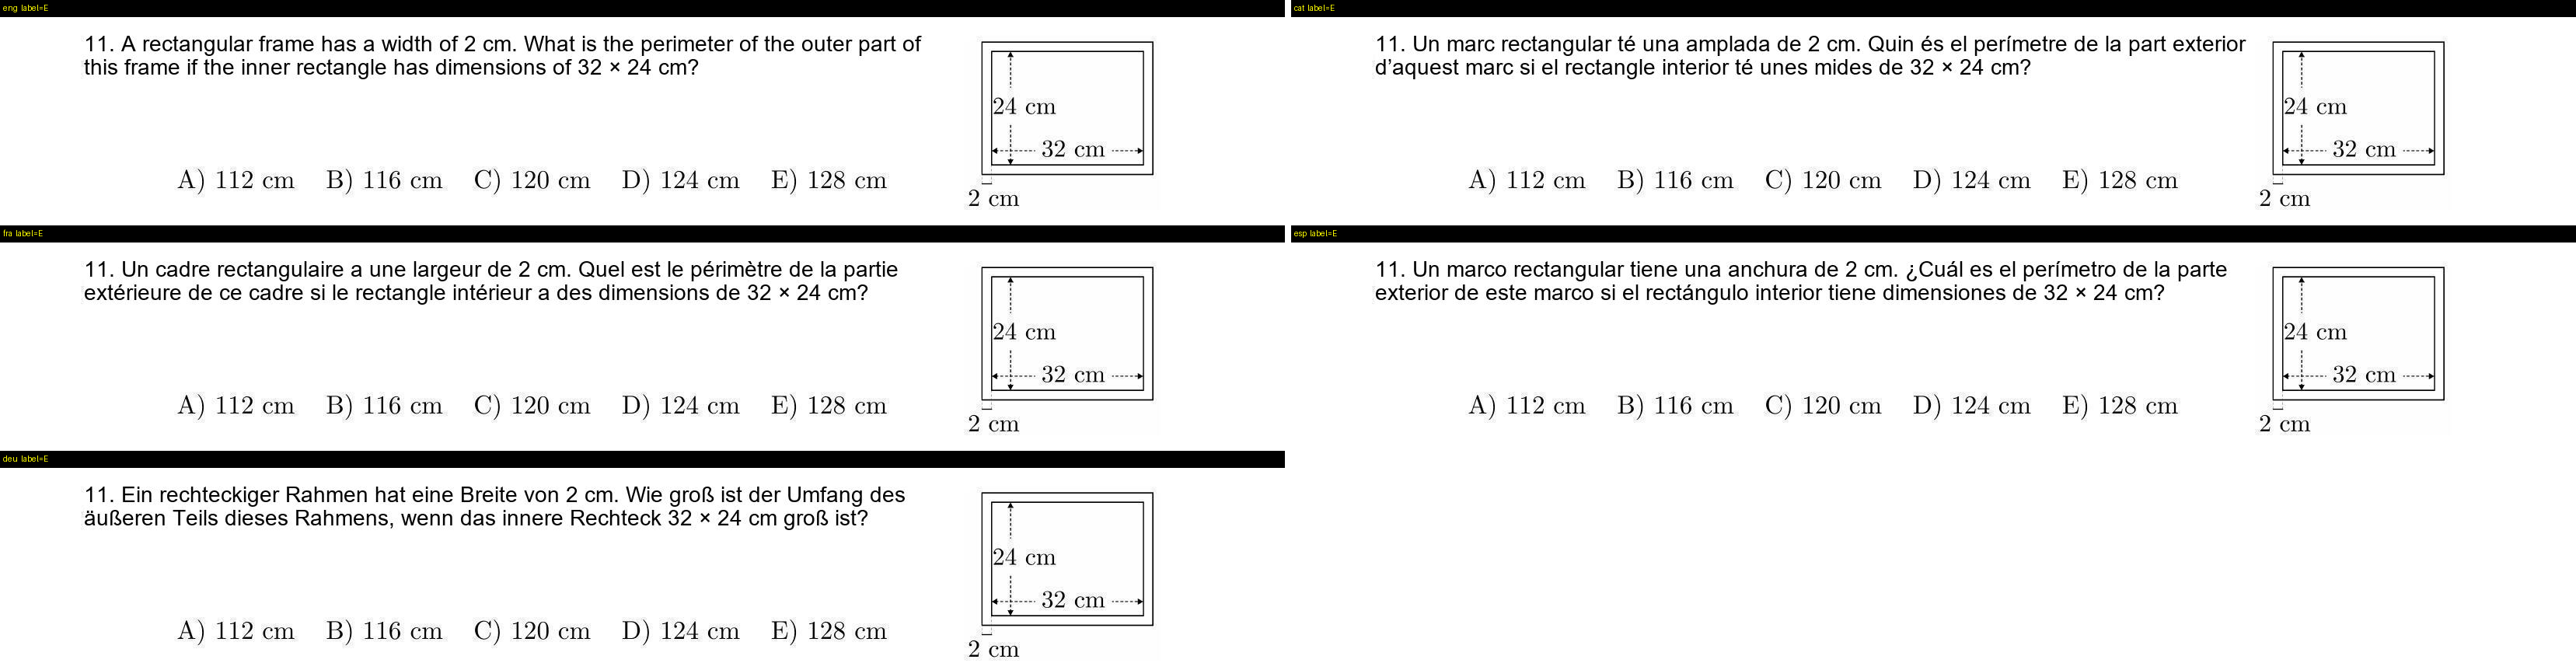 eng label=E
11. A rectangular frame has a width of 2 cm. What is the perimeter of the outer part of
this frame if the inner rectangle has dimensions of 32 × 24 cm?
24 cm
32 cm
A) 112 cm B) 116 cm C) 120 cm D) 124 cm E) 128 cm
2 cm
cat label=E
11. Un marc rectangular té una amplada de 2 cm. Quin és el perímetre de la part exterior
d’aquest marc si el rectangle interior té unes mides de 32 × 24 cm?
24 cm
32 cm
A) 112 cm B) 116 cm C) 120 cm D) 124 cm E) 128 cm
2 cm
fra label=E
11. Un cadre rectangulaire a une largeur de 2 cm. Quel est le périmètre de la partie
extérieure de ce cadre si le rectangle intérieur a des dimensions de 32 × 24 cm?
24 cm
32 cm
A) 112 cm B) 116 cm C) 120 cm D) 124 cm E) 128 cm
2 cm
esp label=E
11. Un marco rectangular tiene una anchura de 2 cm. ¿Cuál es el perímetro de la parte
exterior de este marco si el rectángulo interior tiene dimensiones de 32 × 24 cm?
24 cm
32 cm
A) 112 cm B) 116 cm C) 120 cm D) 124 cm E) 128 cm
2 cm
deu label=E
11. Ein rechteckiger Rahmen hat eine Breite von 2 cm. Wie groß ist der Umfang des
äußeren Teils dieses Rahmens, wenn das innere Rechteck 32 × 24 cm groß ist?
24 cm
32 cm
A) 112 cm B) 116 cm C) 120 cm D) 124 cm E) 128 cm
2 cm